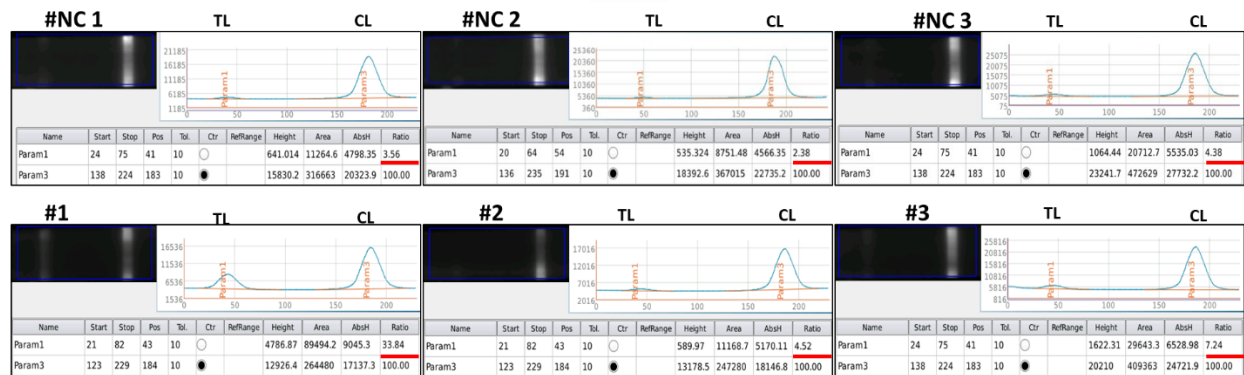 #NC 1 TL CL
21185
16185
11185
6185
1185
0 50 100 150 200
Param1
Param3
Name Start Stop Pos Tol. Ctr RefRange Height Area AbsH Ratio
Param1 24 75 41 10 641.014 11264.6 4798.35 3.56
Param3 138 224 183 10 15830.2 316663 20323.9 100.00
#NC 2 TL CL
25360
20360
15360
10360
5360
360
0 50 100 150 200
Param1
Param3
Name Start Stop Pos Tol. Ctr RefRange Height Area AbsH Ratio
Param1 20 64 54 10 535.324 8751.48 4566.35 2.38
Param3 136 235 191 10 18392.6 367015 22735.2 100.00
#NC 3 TL CL
25075
20075
15075
10075
5075
75
0 50 100 150 200
Param1
Param3
Name Start Stop Pos Tol. Ctr RefRange Height Area AbsH Ratio
Param1 24 75 41 10 1064.44 20712.7 5535.03 4.38
Param3 138 224 183 10 23241.7 472629 27732.2 100.00
#1 TL CL
16536
11536
6536
1536
0 50 100 150 200
Param1
Param3
Name Start Stop Pos Tol. Ctr RefRange Height Area AbsH Ratio
Param1 21 82 43 10 4786.87 89494.2 9045.3 33.84
Param3 123 229 184 10 12926.4 264480 17137.3 100.00
#2 TL CL
17016
12016
7016
2016
0 50 100 150 200
Param1
Param3
Name Start Stop Pos Tol. Ctr RefRange Height Area AbsH Ratio
Param1 21 82 43 10 589.97 11168.7 5170.11 4.52
Param3 123 229 184 10 13178.5 247280 18146.8 100.00
#3 TL CL
25816
20816
15816
10816
5816
816
0 50 100 150 200
Param1
Param3
Name Start Stop Pos Tol. Ctr RefRange Height Area AbsH Ratio
Param1 24 75 44 10 1622.31 29643.3 6528.98 7.24
Param3 138 224 183 10 20210 409363 24721.9 100.00